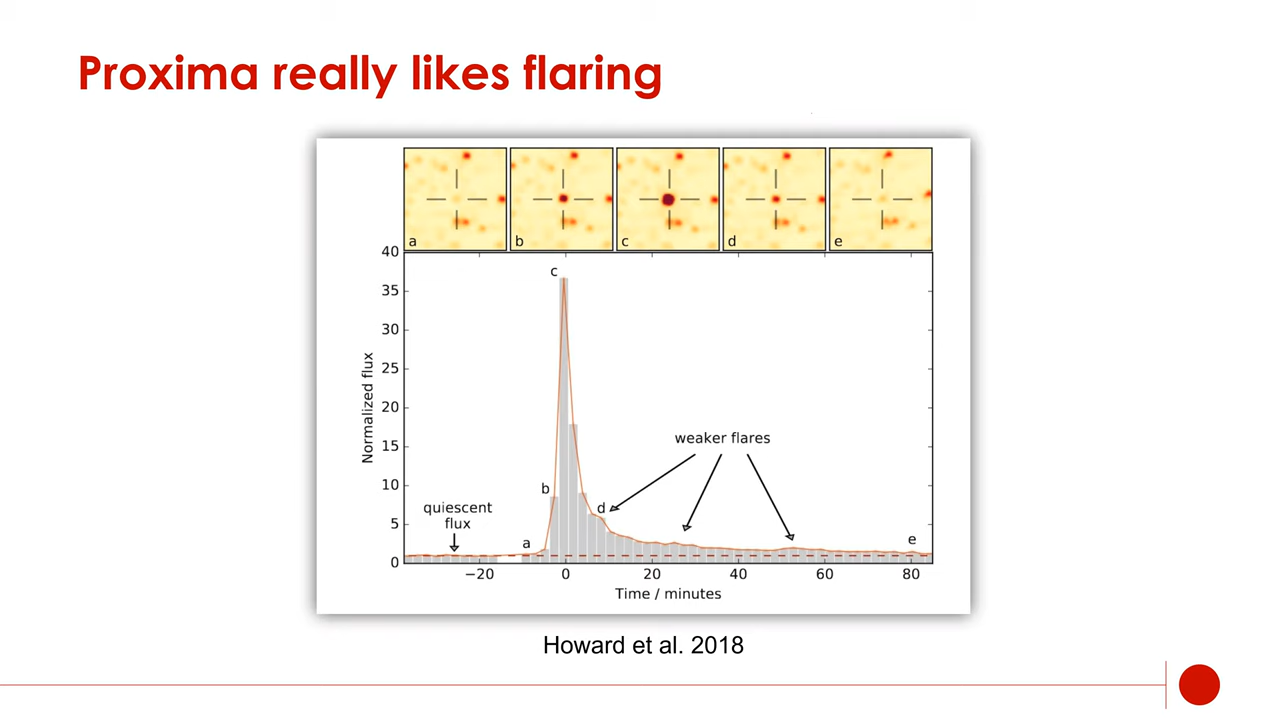 Proxima really likes flaring
a b c d e
40
35
30
25
20
15
10
5
0
Normalized flux
c
b
d
a
e
quiescent
flux
weaker flares
−20 0 20 40 60 80
Time / minutes
Howard et al. 2018